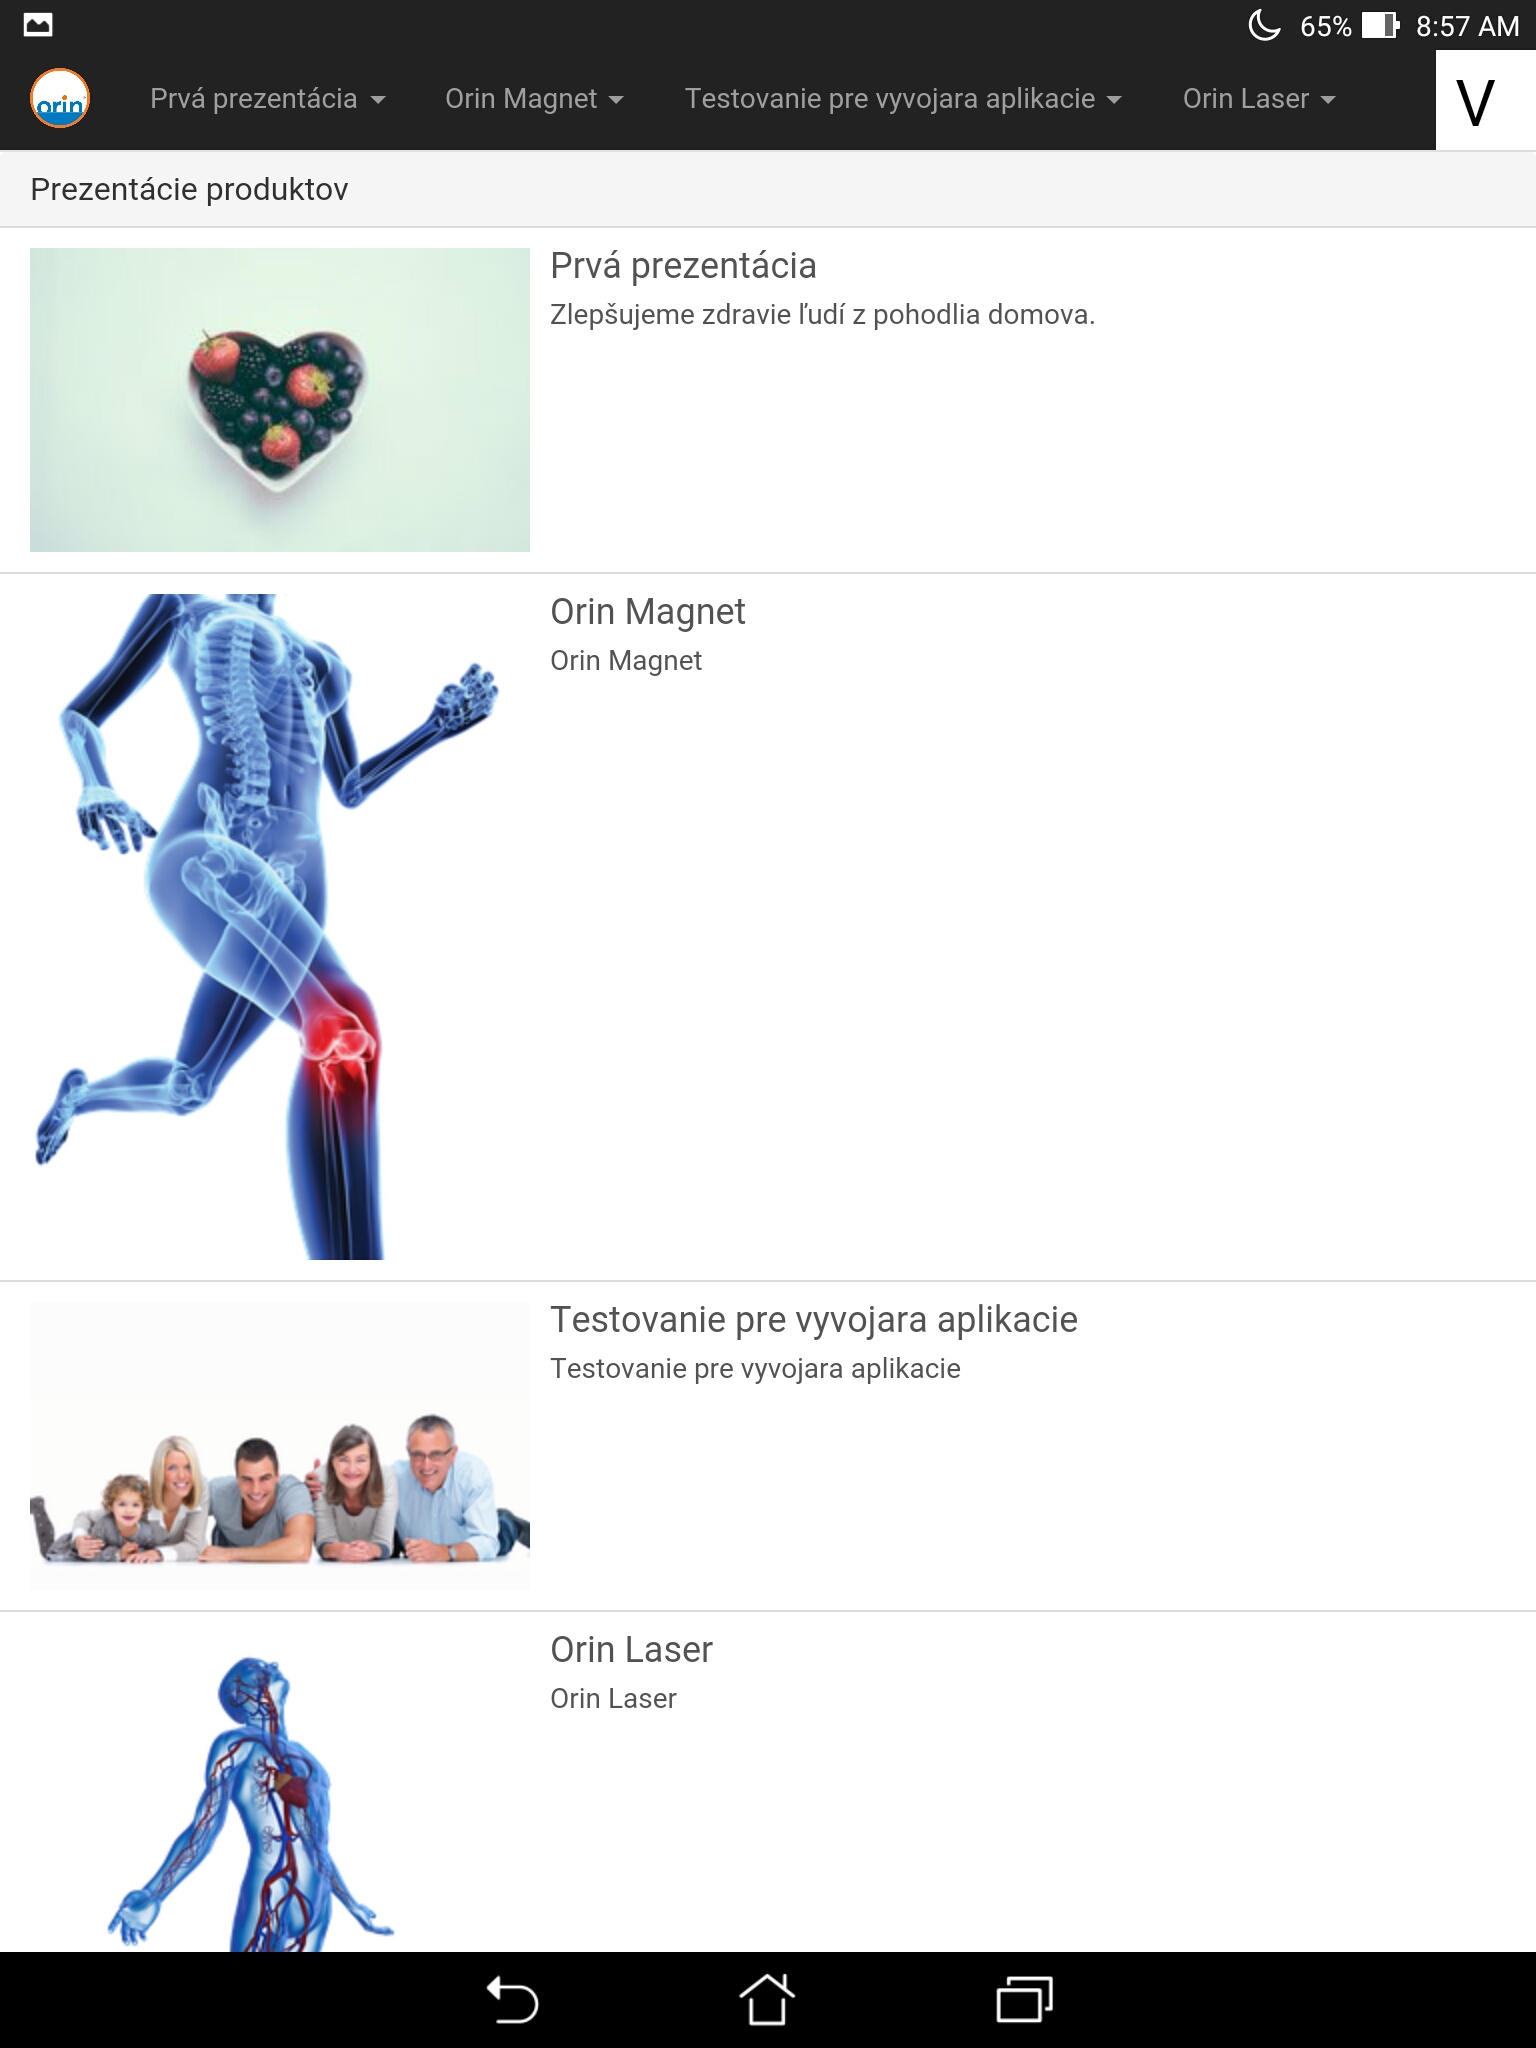 65% 8:57 AM
orin Prvá prezentácia Orin Magnet Testovanie pre vyvojara aplikacie Orin Laser V
Prezentácie produktov
Prvá prezentácia
Zlepšujeme zdravie ľudí z pohodlia domova.
Orin Magnet
Orin Magnet
Testovanie pre vyvojara aplikacie
Testovanie pre vyvojara aplikacie
Orin Laser
Orin Laser